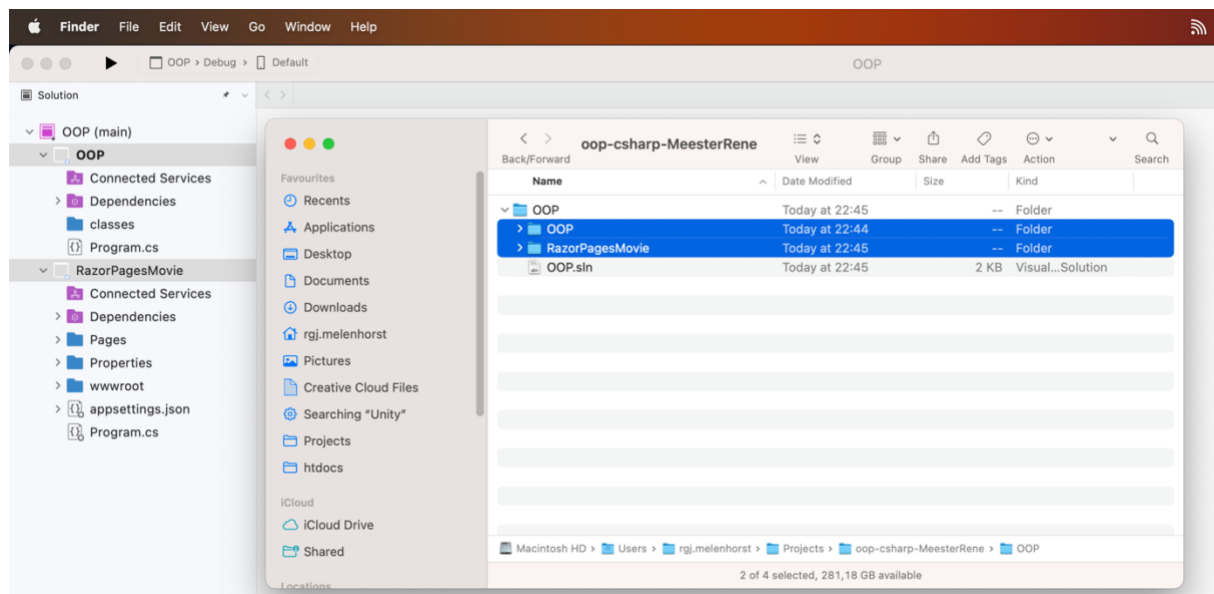 Finder File Edit View Go Window Help
OOP > Debug > Default
OOP
Solution
OOP (main)
OOP
Connected Services
Dependencies
classes
Program.cs
RazorPagesMovie
Connected Services
Dependencies
Pages
Properties
wwwroot
appsettings.json
Program.cs
Favourites
Recents
Applications
Desktop
Documents
Downloads
rgj.melenhorst
Pictures
Creative Cloud Files
Searching "Unity"
Projects
htdocs
iCloud
iCloud Drive
Shared
Locations
oop-csharp-MeesterRene
Back/Forward View Group Share Add Tags Action Search
Name Date Modified Size Kind
OOP Today at 22:45 -- Folder
OOP Today at 22:44 -- Folder
RazorPagesMovie Today at 22:45 -- Folder
OOP.sln Today at 22:45 2 KB Visual...Solution
Macintosh HD > Users > rgj.melenhorst > Projects > oop-csharp-MeesterRene > OOP
2 of 4 selected, 281,18 GB available